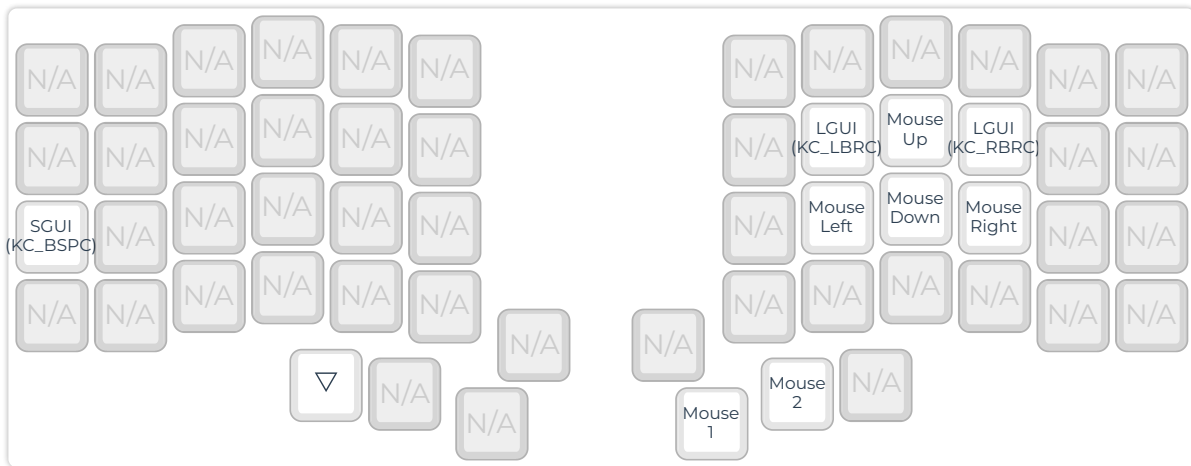 N/A N/A N/A N/A N/A N/A N/A N/A N/A N/A N/A N/A
N/A N/A N/A N/A N/A N/A N/A LGUI Mouse LGUI N/A N/A
(KC_LBRC) Up (KC_RBRC)
SGUI N/A N/A N/A N/A N/A N/A Mouse Mouse Mouse N/A N/A
(KC_BSPC) Left Down Right
N/A N/A N/A N/A N/A N/A N/A N/A N/A N/A N/A N/A
N/A N/A
▽ N/A Mouse N/A
2
N/A Mouse
1